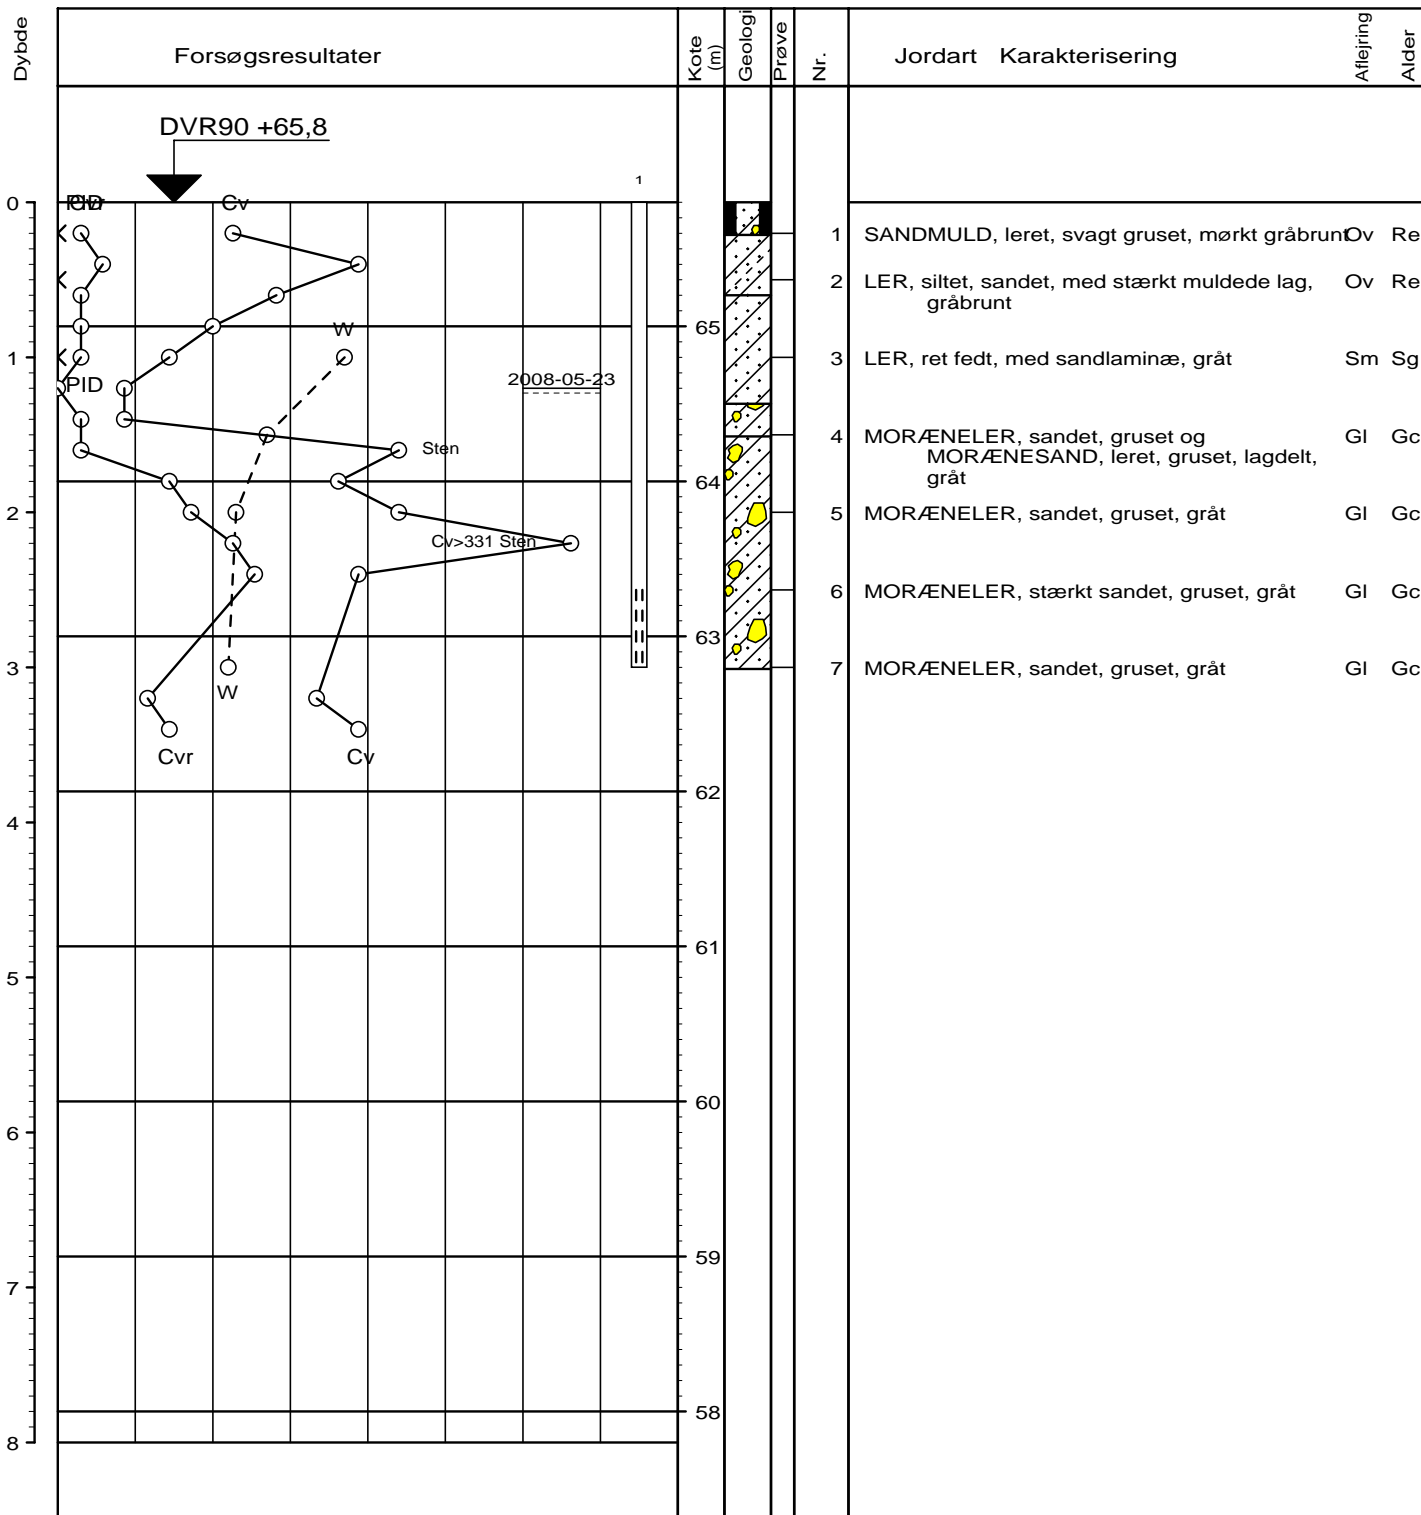 Dybde
Forsøgsresultater
Kote
(m)
Geologi
Prøve
Nr.
Jordart Karakterisering
Aflejring
Alder
DVR90 +65,8
1
0
PID
Cvr
Cv
1 SANDMULD, leret, svagt gruset, mørkt gråbrunt Ov Re
2 LER, siltet, sandet, med stærkt muldede lag, Ov Re
gråbrunt
65
W
1
3 LER, ret fedt, med sandlaminæ, gråt Sm Sg
PID
2008-05-23
4 MORÆNELER, sandet, gruset og Gl Gc
Sten
MORÆNESAND, leret, gruset, lagdelt,
gråt
64
2
5 MORÆNELER, sandet, gruset, gråt Gl Gc
Cv>331 Sten
6 MORÆNELER, stærkt sandet, gruset, gråt Gl Gc
63
3
7 MORÆNELER, sandet, gruset, gråt Gl Gc
W
Cvr
Cv
62
4
61
5
60
6
59
7
58
8